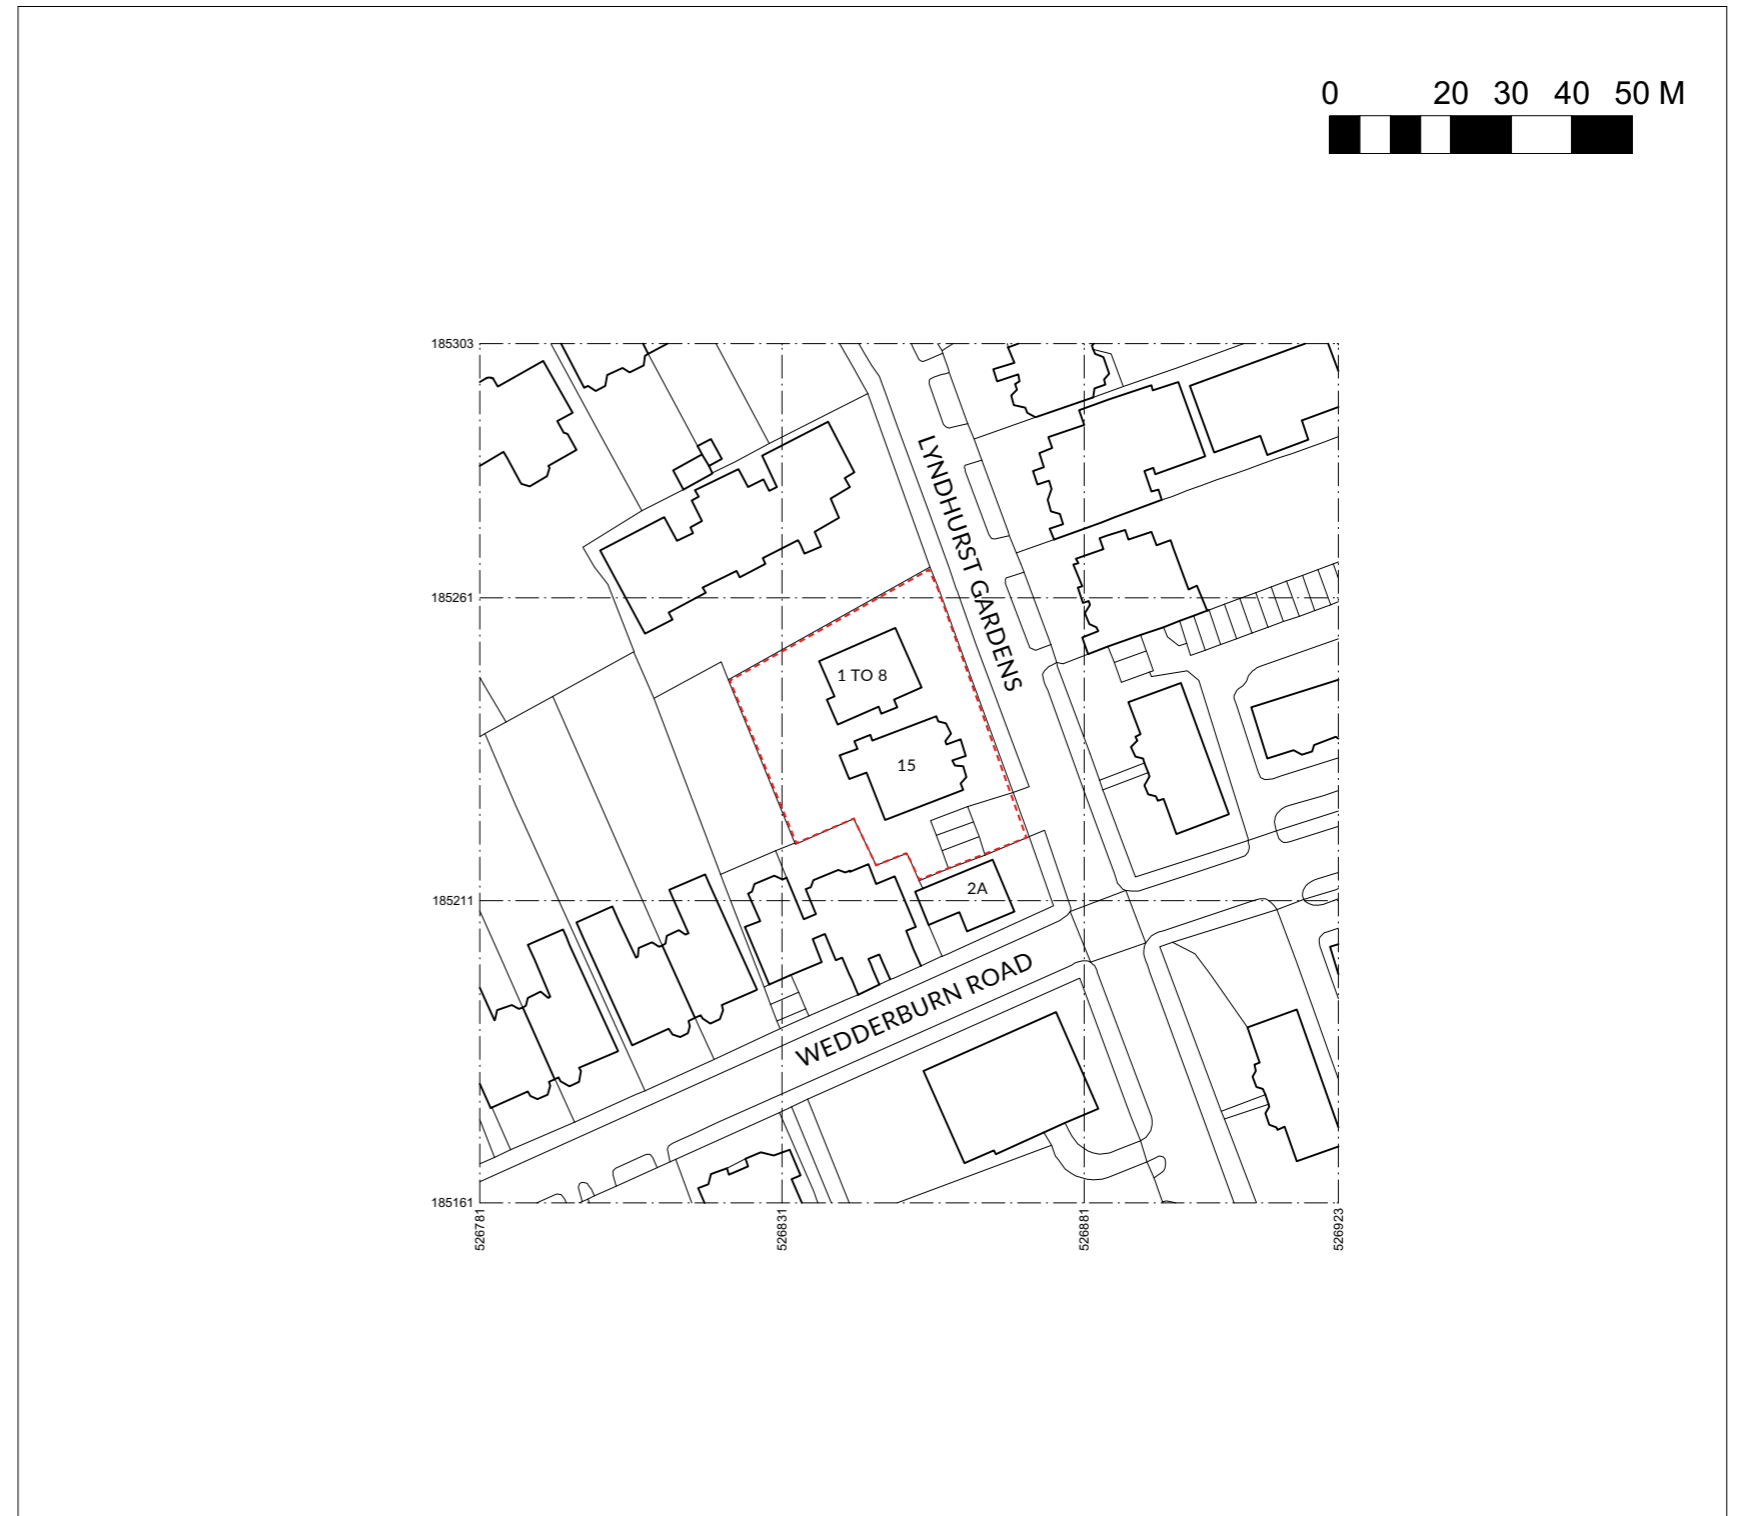 0 20 30 40 50 M
185303
LYNDHURST GARDENS
185261
1 TO 8
15
2A
185211
WEDDERBURN ROAD
185161
526781
526831
526881
526923